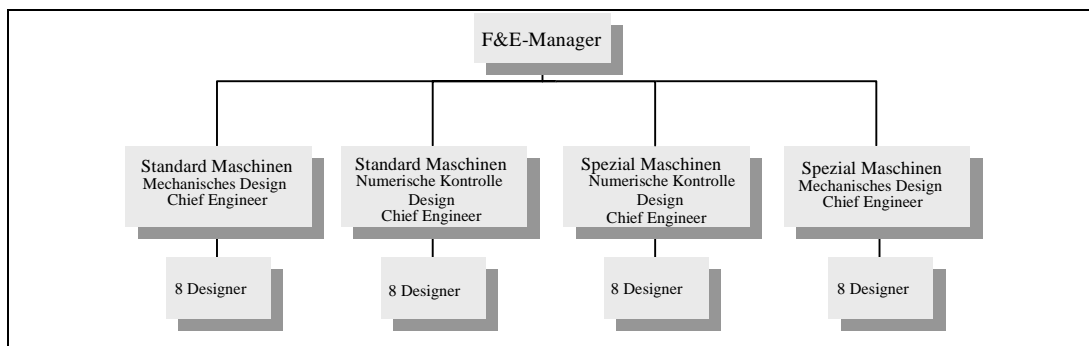 F&E-Manager
Standard Maschinen
Mechanisches Design
Chief Engineer
Standard Maschinen
Numerische Kontrolle
Design
Chief Engineer
Spezial Maschinen
Numerische Kontrolle
Design
Chief Engineer
Spezial Maschinen
Mechanisches Design
Chief Engineer
8 Designer
8 Designer
8 Designer
8 Designer